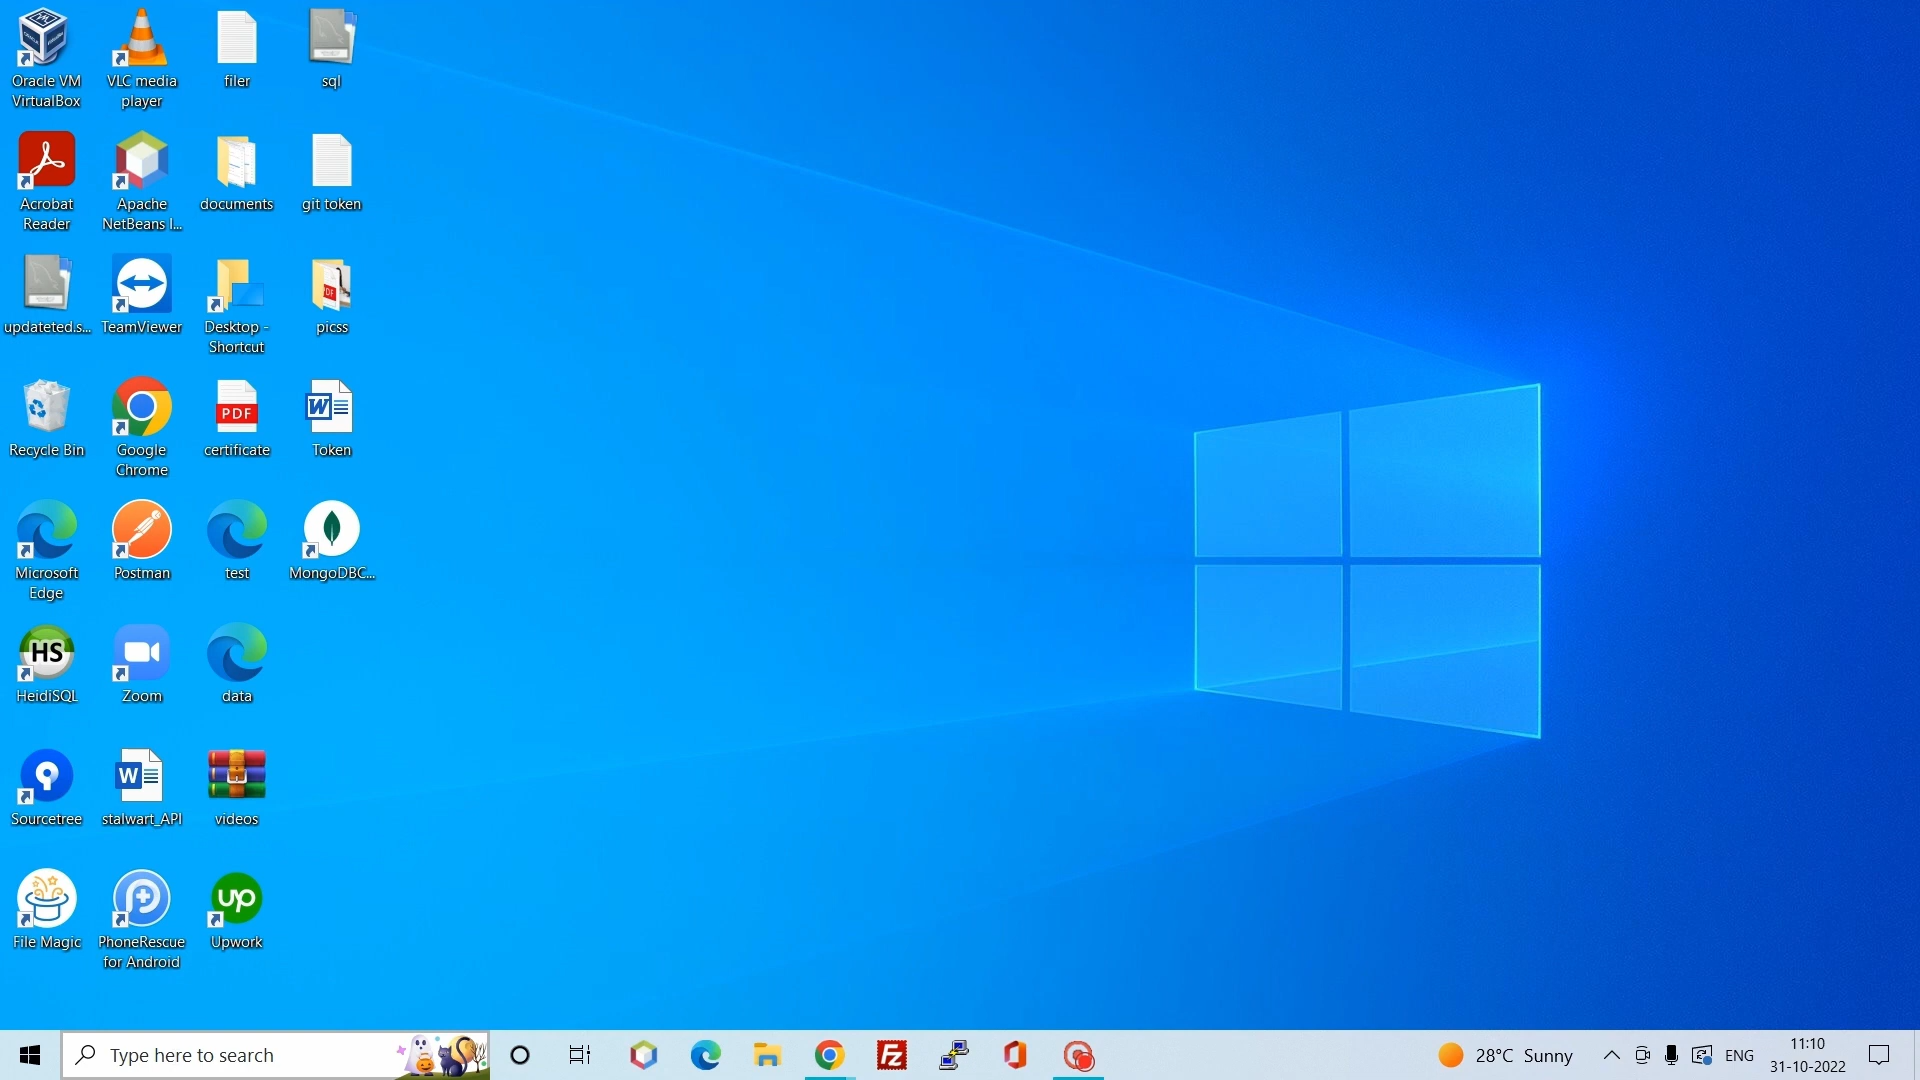 Oracle VM
VirtualBox
VLC media
player
filer
sql
Acrobat
Reader
Apache
NetBeans I...
documents
git token
updateted.s...
TeamViewer
Desktop -
Shortcut
PDF
picss
Recycle Bin
Google
Chrome
PDF
certificate
W
Token
Microsoft
Edge
Postman
test
MongoDBC...
HS
HeidiSQL
Zoom
data
Sourcetree
W
stalwart_API
videos
File Magic
PhoneRescue
for Android
up
Upwork
Type here to search
FZ
28°C Sunny
ENG
11:10
31-10-2022